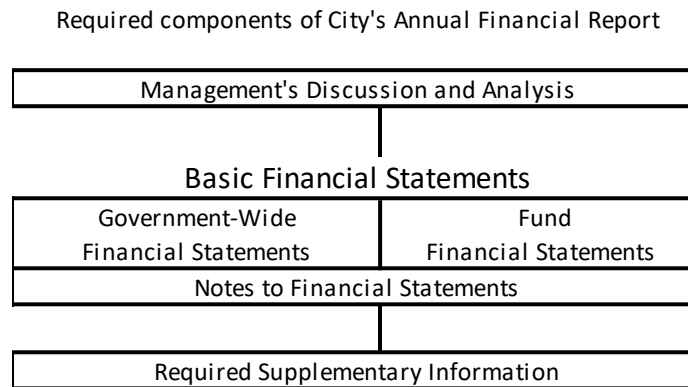 Required components of City's Annual Financial Report
Management's Discussion and Analysis
Basic Financial Statements
Government-Wide
Financial Statements
Fund
Financial Statements
Notes to Financial Statements
Required Supplementary Information